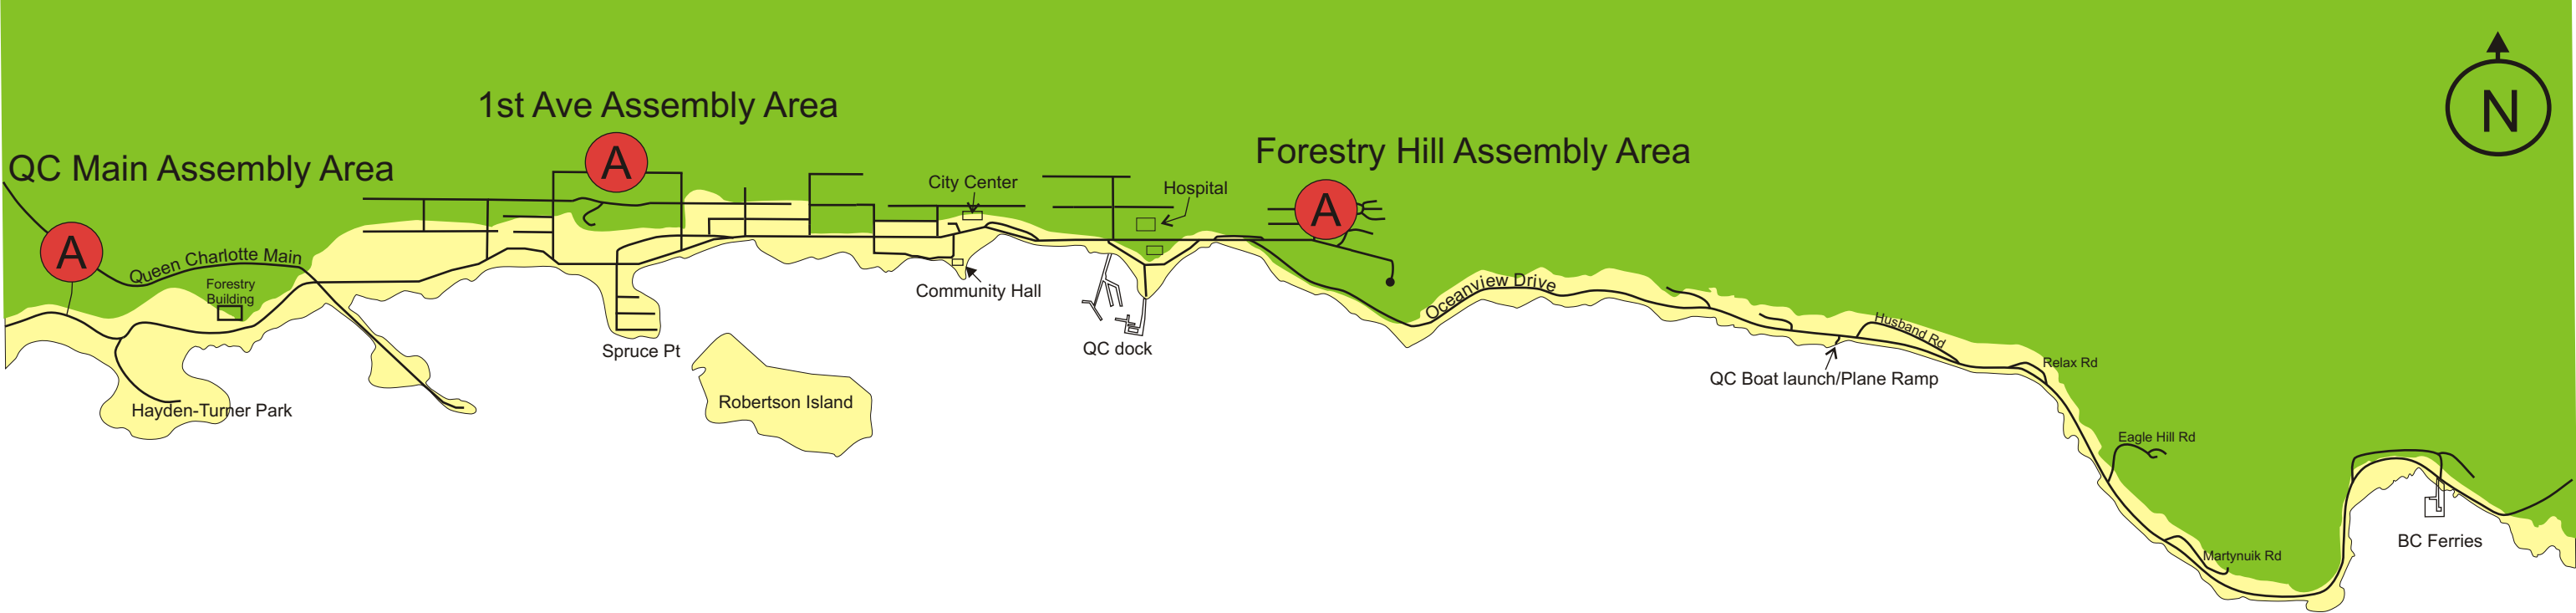 1st Ave Assembly Area
QC Main Assembly Area
Forestry Hill Assembly Area
N
A
A
A
City Center
Hospital
Queen Charlotte Main
Forestry
Building
Community Hall
Oceanview Drive
QC dock
Spruce Pt
Husband Rd
Relax Rd
QC Boat launch/Plane Ramp
Robertson Island
Hayden-Turner Park
Eagle Hill Rd
BC Ferries
Martynuik Rd